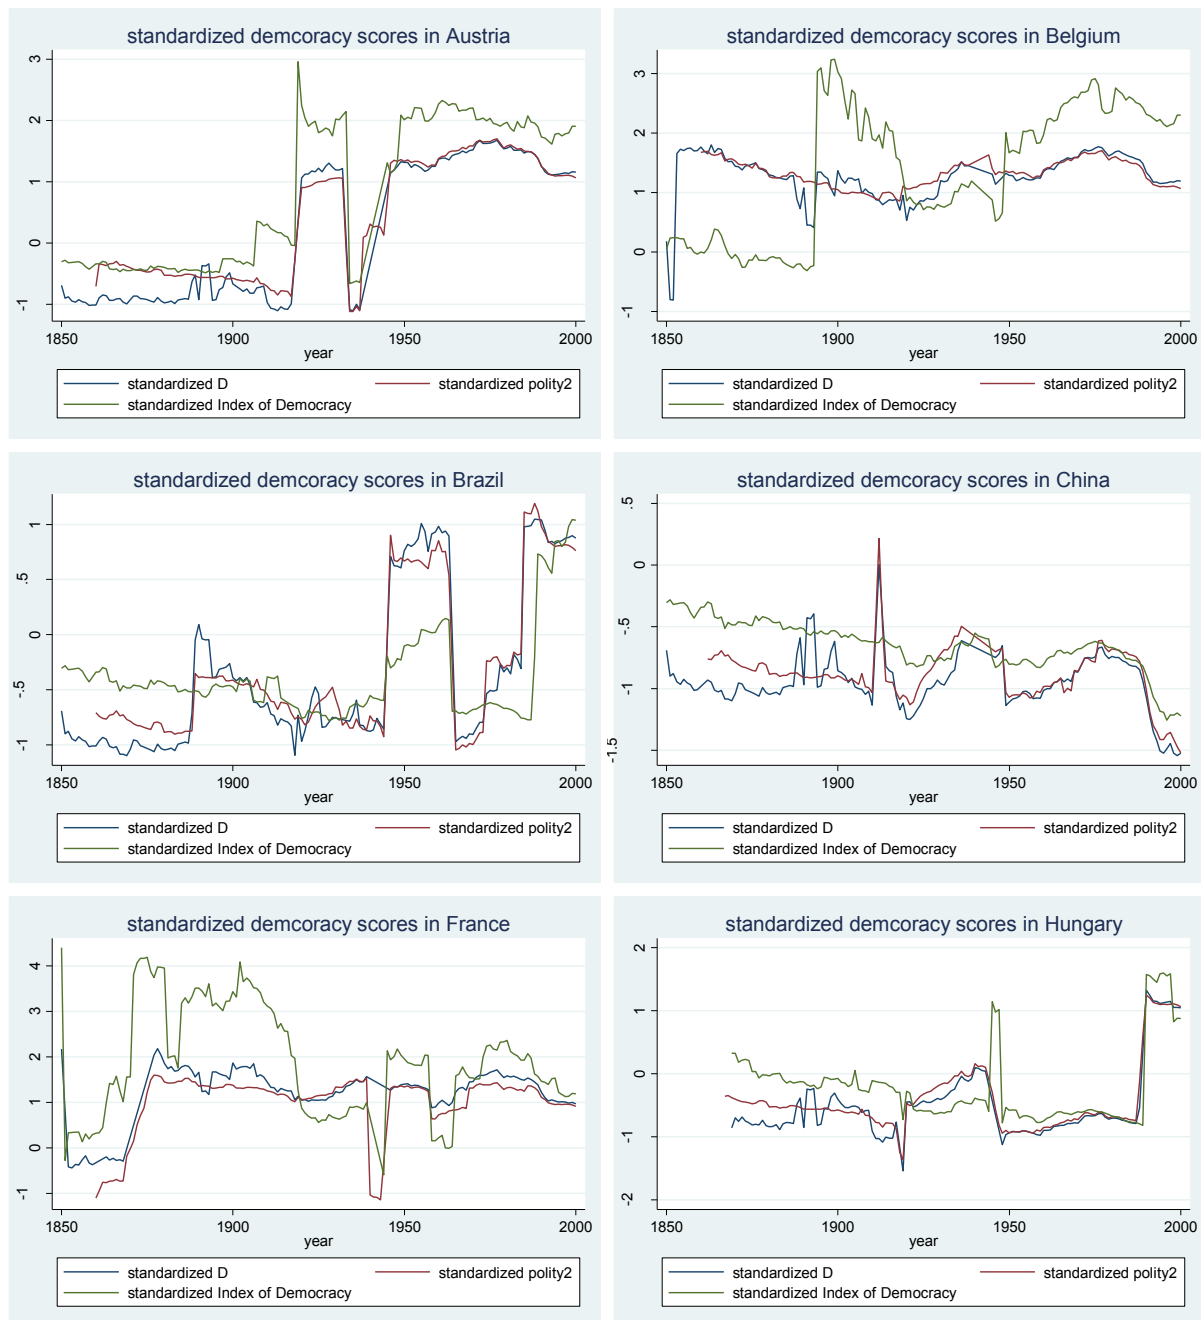 standardized demcoracy scores in Austria
3
2
1
0
-1
1850 1900 1950 2000
year
standardized D standardized polity2
standardized Index of Democracy
standardized demcoracy scores in Belgium
3
2
1
0
-1
1850 1900 1950 2000
year
standardized D standardized polity2
standardized Index of Democracy
standardized demcoracy scores in Brazil
1
.5
0
-.5
-1
1850 1900 1950 2000
year
standardized D standardized polity2
standardized Index of Democracy
standardized demcoracy scores in China
.5
0
-.5
-1
-1.5
1850 1900 1950 2000
year
standardized D standardized polity2
standardized Index of Democracy
standardized demcoracy scores in France
4
3
2
1
0
-1
1850 1900 1950 2000
year
standardized D standardized polity2
standardized Index of Democracy
standardized demcoracy scores in Hungary
2
1
0
-1
-2
1850 1900 1950 2000
year
standardized D standardized polity2
standardized Index of Democracy